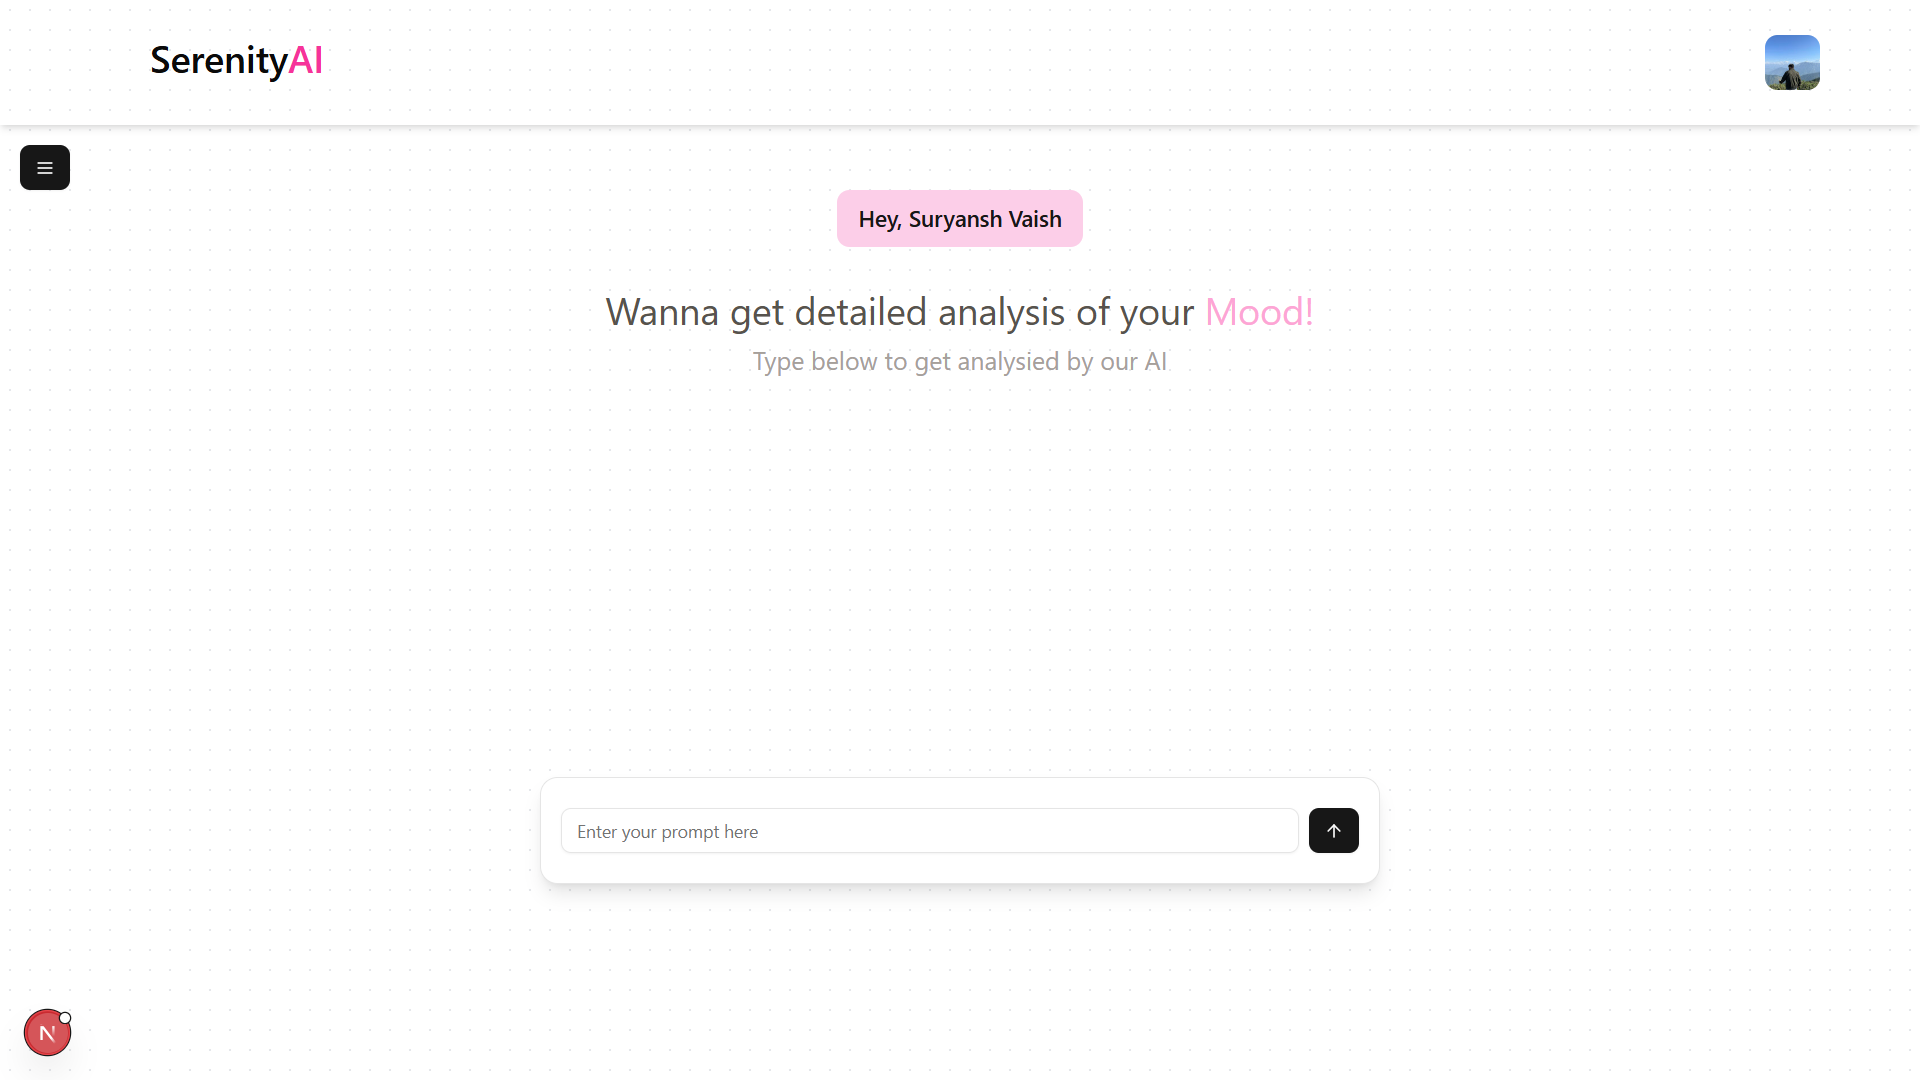 SerenityAI
Hey, Suryansh Vaish
Wanna get detailed analysis of your Mood!
Type below to get analysied by our AI
Enter your prompt here
N